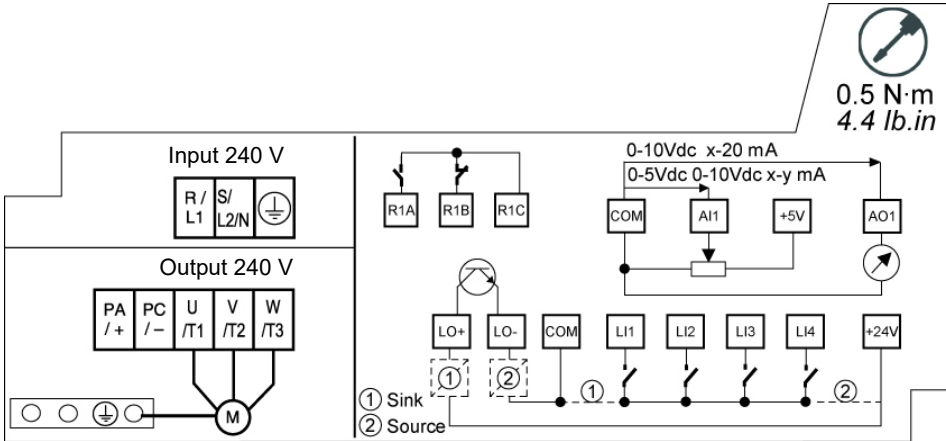 0.5 N·m
4.4 lb.in
Input 240 V
R / L1
S/ L2/N
Output 240 V
PA / +
PC / –
U /T1
V /T2
W /T3
M
R1A
R1B
R1C
0-10Vdc x-20 mA
0-5Vdc 0-10Vdc x-y mA
COM
AI1
+5V
AO1
LO+
LO-
COM
LI1
LI2
LI3
LI4
+24V
①
②
①
②
① Sink
② Source